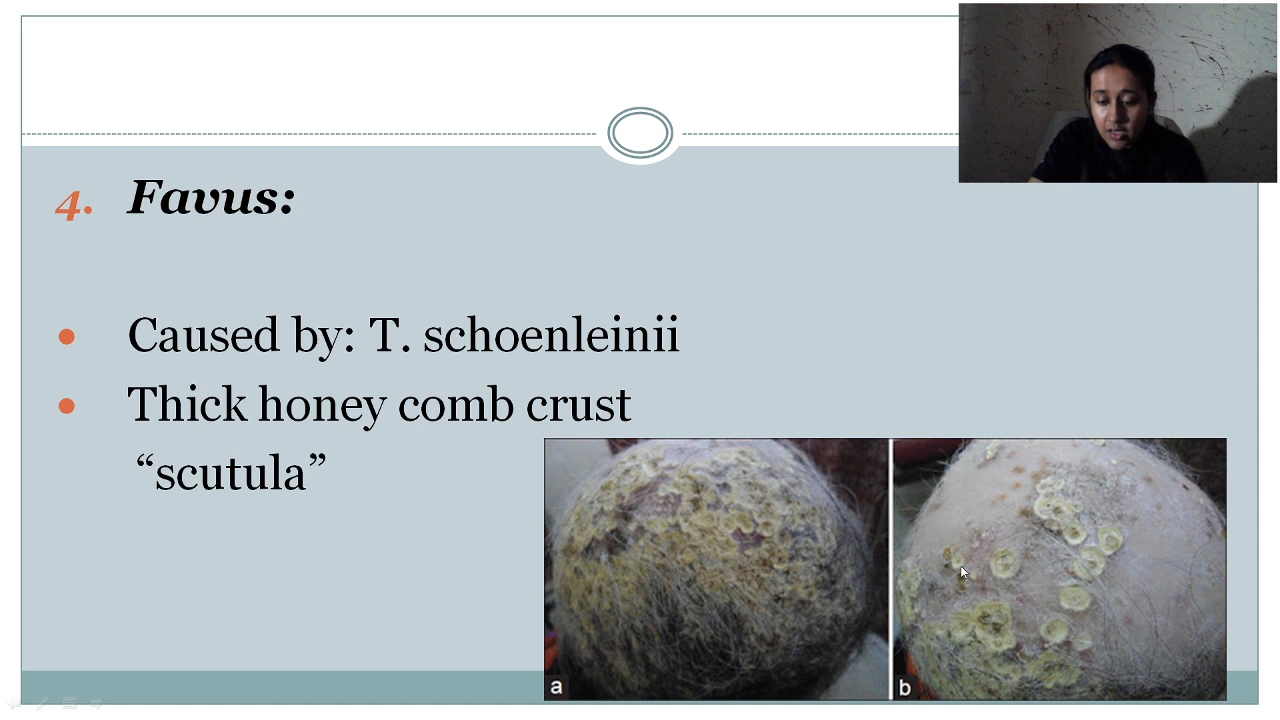 4. Favus:
• Caused by: T. schoenleinii
• Thick honey comb crust
“scutula”
a
b